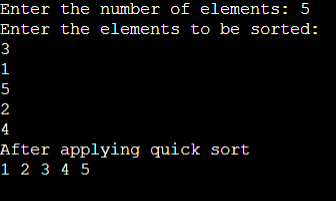 Enter the number of elements: 5
Enter the elements to be sorted:
3
1
5
2
4
After applying quick sort
1 2 3 4 5